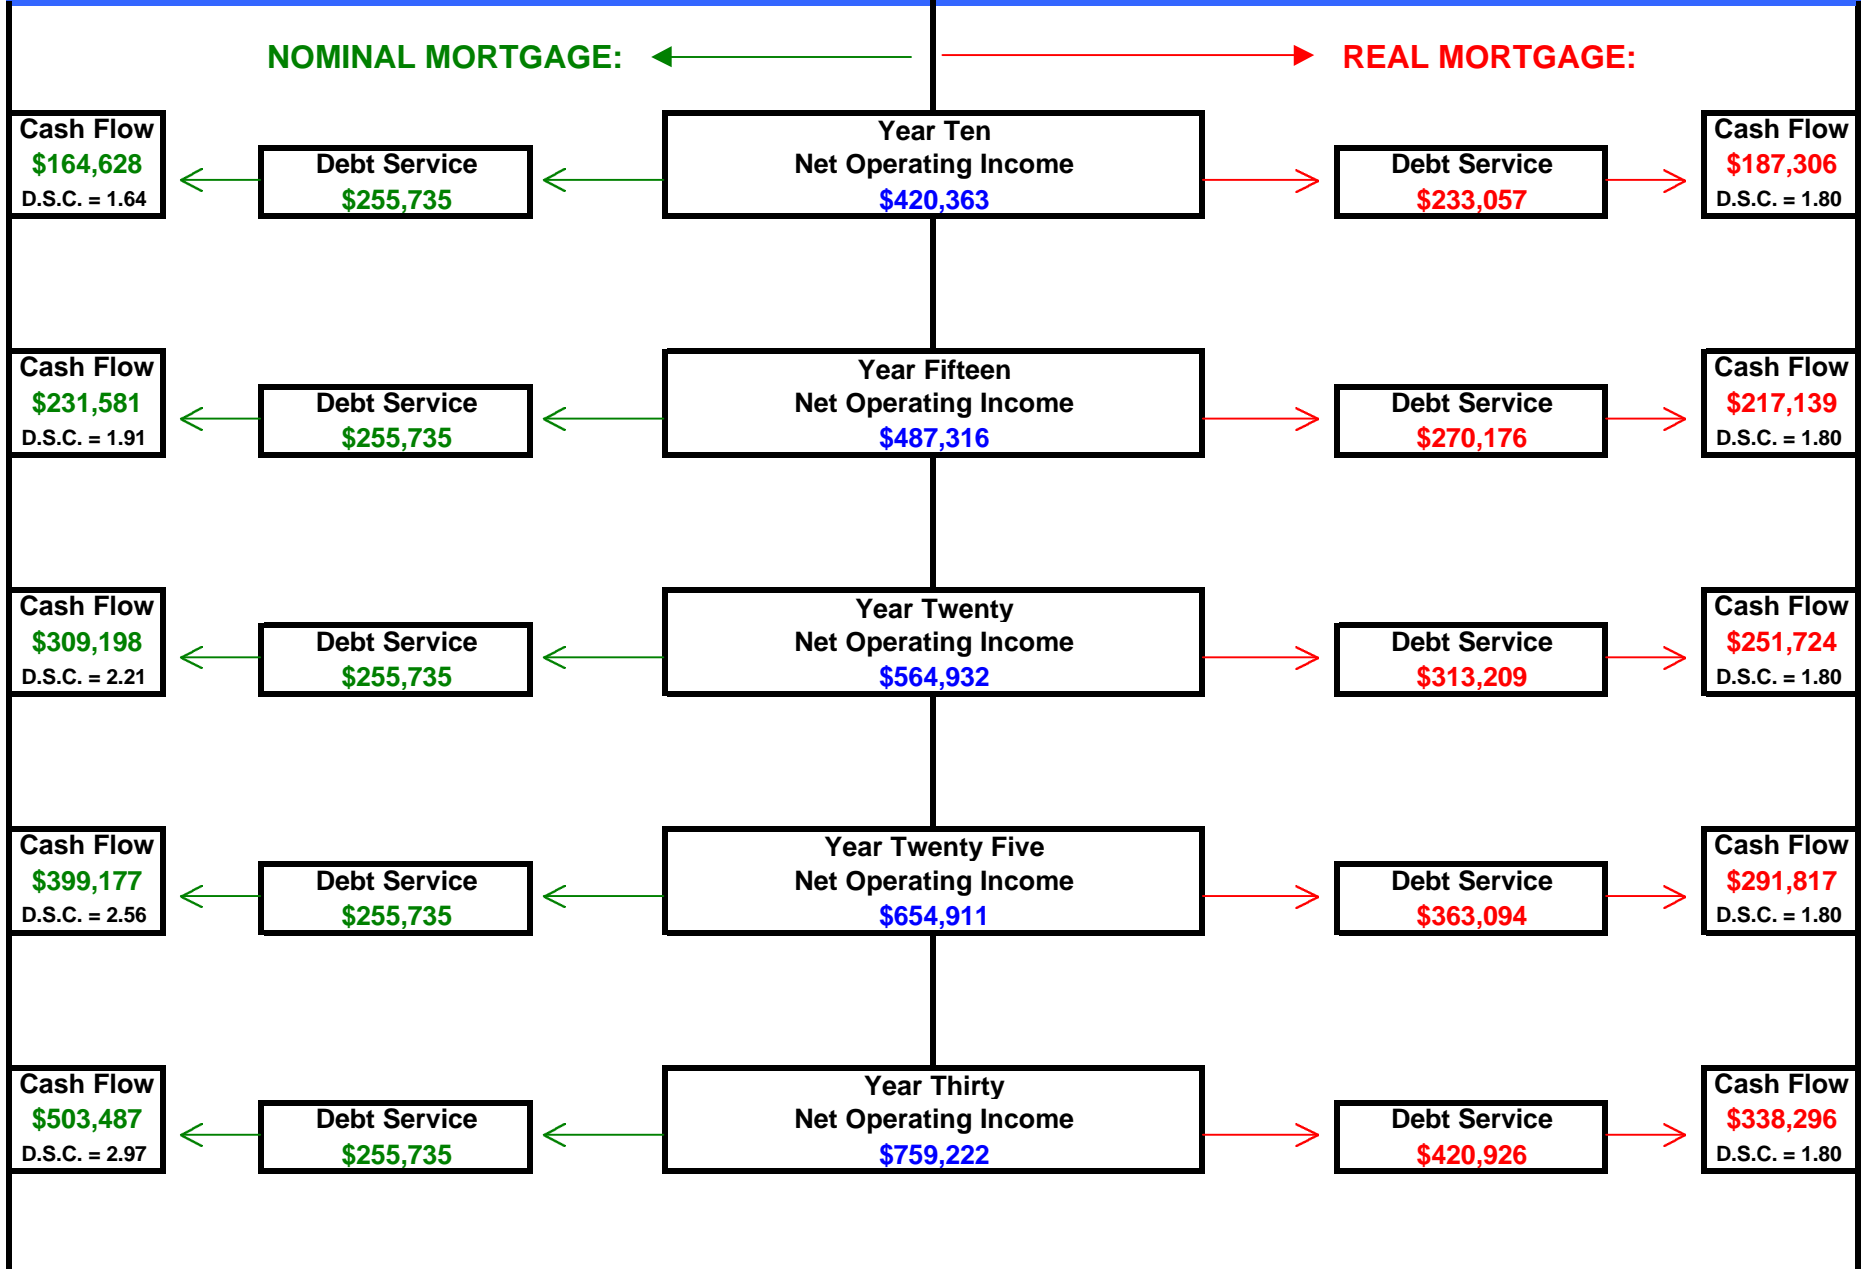 NOMINAL MORTGAGE:
REAL MORTGAGE:
Cash Flow
$164,628
D.S.C. = 1.64
Debt Service
$255,735
Year Ten
Net Operating Income
$420,363
Debt Service
$233,057
Cash Flow
$187,306
D.S.C. = 1.80
Cash Flow
$231,581
D.S.C. = 1.91
Debt Service
$255,735
Year Fifteen
Net Operating Income
$487,316
Debt Service
$270,176
Cash Flow
$217,139
D.S.C. = 1.80
Cash Flow
$309,198
D.S.C. = 2.21
Debt Service
$255,735
Year Twenty
Net Operating Income
$564,932
Debt Service
$313,209
Cash Flow
$251,724
D.S.C. = 1.80
Cash Flow
$399,177
D.S.C. = 2.56
Debt Service
$255,735
Year Twenty Five
Net Operating Income
$654,911
Debt Service
$363,094
Cash Flow
$291,817
D.S.C. = 1.80
Cash Flow
$503,487
D.S.C. = 2.97
Debt Service
$255,735
Year Thirty
Net Operating Income
$759,222
Debt Service
$420,926
Cash Flow
$338,296
D.S.C. = 1.80